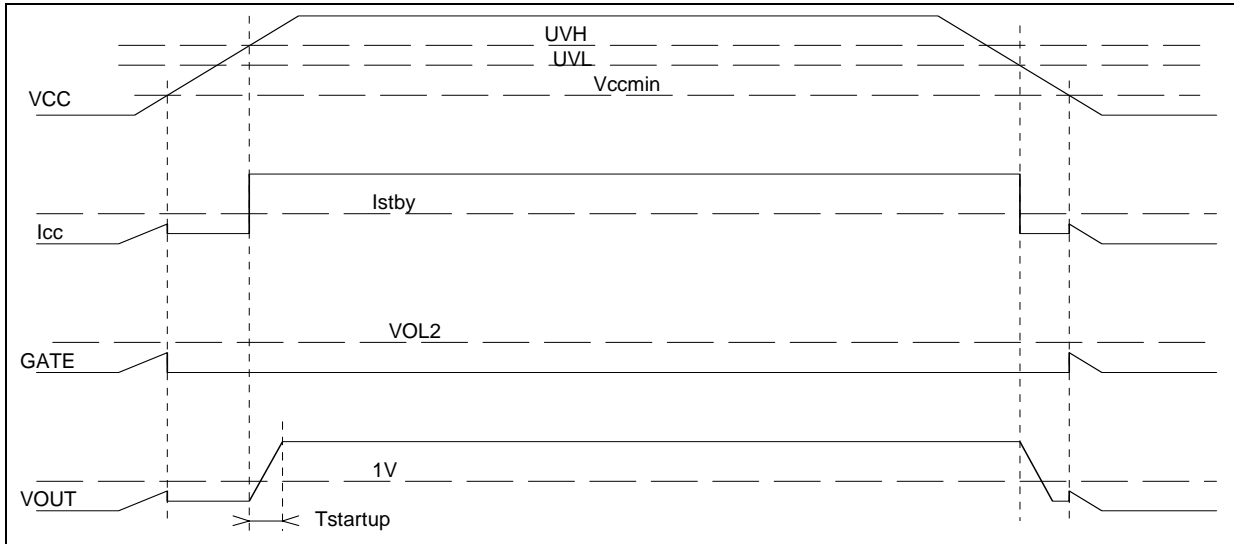 UVH
UVL
Vccmin
VCC
Istby
Icc
VOL2
GATE
1V
VOUT
Tstartup